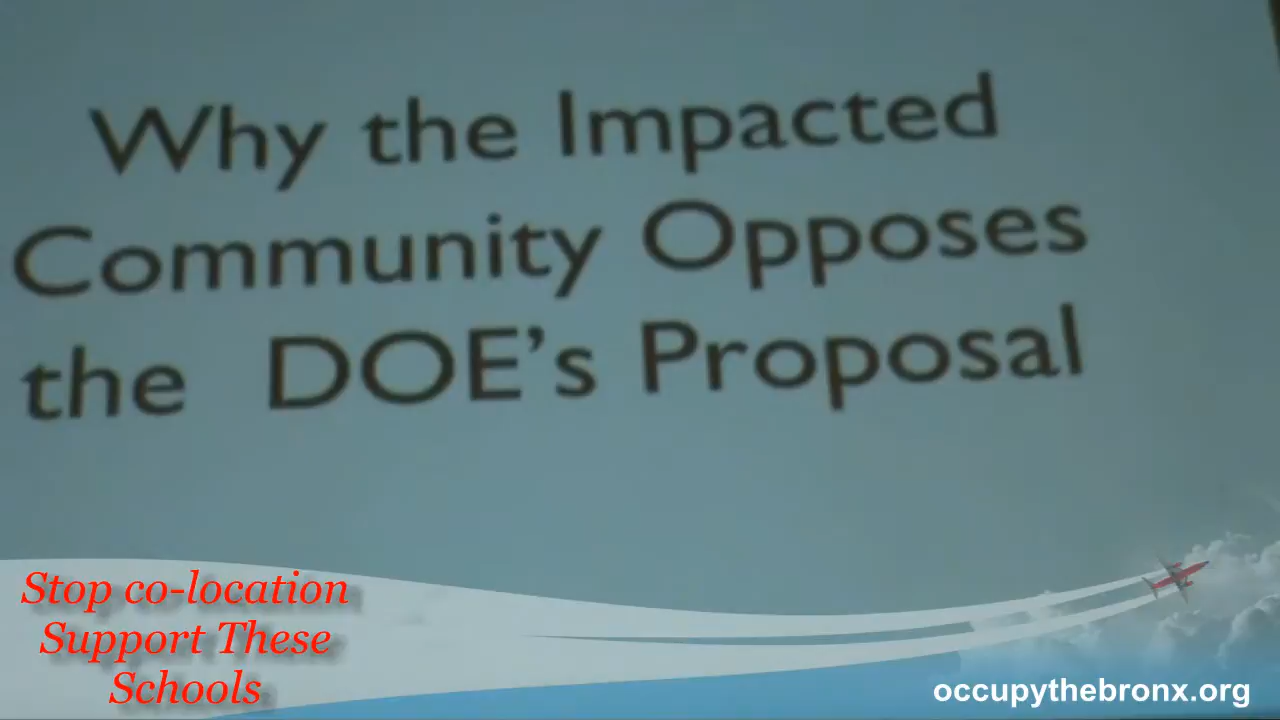 Why the Impacted
Community Opposes
the DOE's Proposal
Stop co-location
Support These
Schools
occupythebronx.org